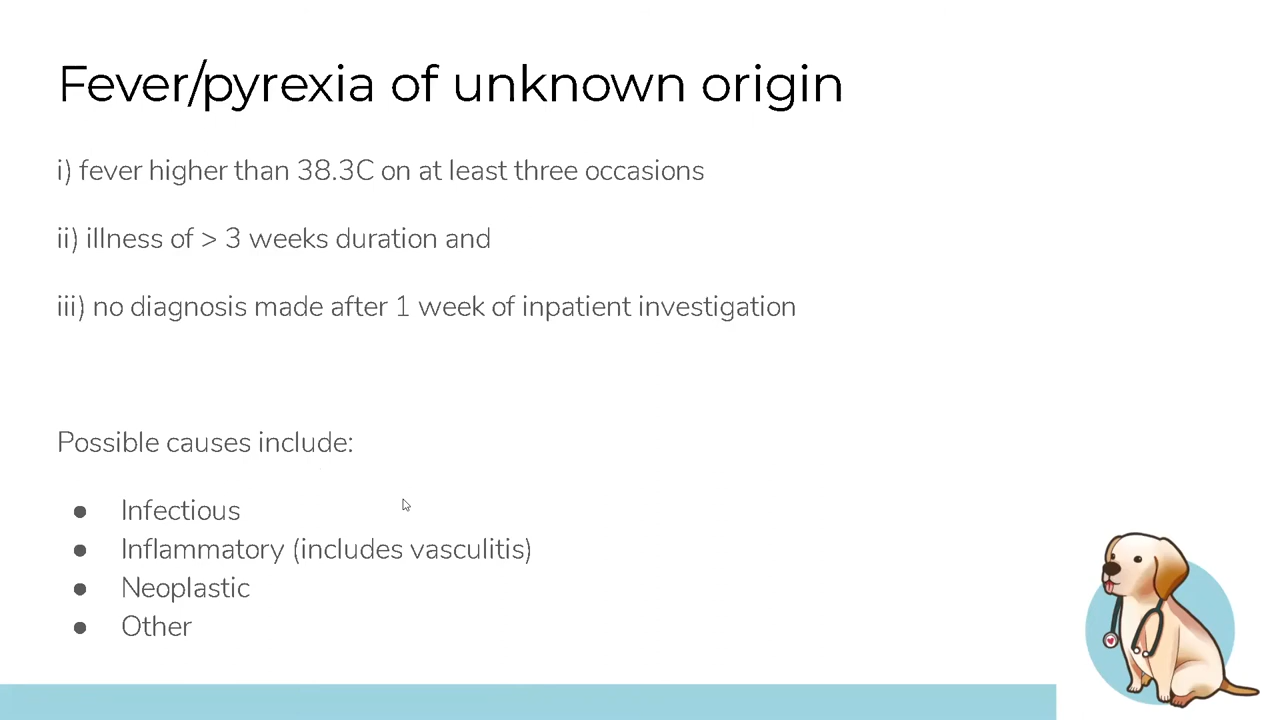 Fever/pyrexia of unknown origin
i) fever higher than 38.3C on at least three occasions
ii) illness of > 3 weeks duration and
iii) no diagnosis made after 1 week of inpatient investigation
Possible causes include:
● Infectious
● Inflammatory (includes vasculitis)
● Neoplastic
● Other